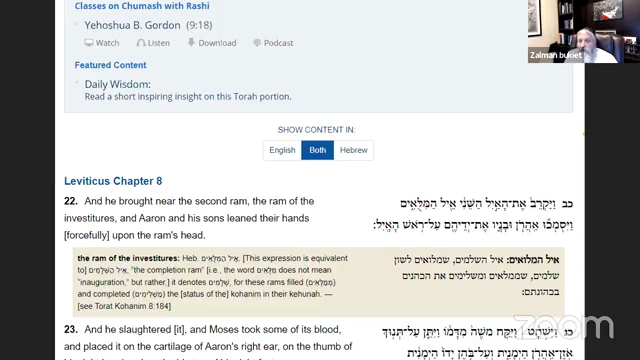 Classes on Chumash with Rashi
Yehoshua B. Gordon (9:18)
Watch Listen Download Podcast
Featured Content
Daily Wisdom:
Read a short inspiring insight on this Torah portion.
SHOW CONTENT IN:
English Both Hebrew
Leviticus Chapter 8
22. And he brought near the second ram, the ram of the
investitures, and Aaron and his sons leaned their hands
[forcefully] upon the ram's head.
כב וַיַּקְרֵב֙ אֶת־הָאַ֣יִל הַשֵּׁנִ֔י אֵ֖יל הַמִּלֻּאִ֑ים
וַיִּסְמְכ֞וּ אַֽהֲרֹ֧ן וּבָנָ֛יו אֶת־יְדֵיהֶ֖ם עַל־רֹ֥אשׁ הָאָֽיִל:
the ram of the investitures: Heb. אֵיל הַמִּלֻּאִים. [This expression is equivalent
to] אֵיל הַשְּׁלָמִים, "the completion ram" [i.e., the word מִלֻּאִים does not mean
"inauguration," but rather,] it denotes שְׁלָמִים, for these rams filled (מְמַלְּאִים)
and completed (מַשְׁלִימִים) the [status of the] kohanim in their kehunah. —
[see Torat Kohanim 8:184]
איל המלואים: איל השלמים, שמלואים לשון
שלמים, שממלאים ומשלימים את הכהנים
בכהונתם:
23. And he slaughtered [it], and Moses took some of its blood,
and placed it on the cartilage of Aaron's right ear, on the thumb of
כג וַיִּשְׁחָ֓ט | וַיִּקַּ֤ח משֶׁה֙ מִדָּמ֔וֹ וַיִּתֵּ֛ן עַל־תְּנ֥וּךְ
אֹֽזֶן־אַֽהֲרֹ֖ן הַיְמָנִ֑ית וְעַל־בֹּ֤הֶן יָדוֹ֙ הַיְמָנִ֔ית
Zalman bukiet
StreamYard